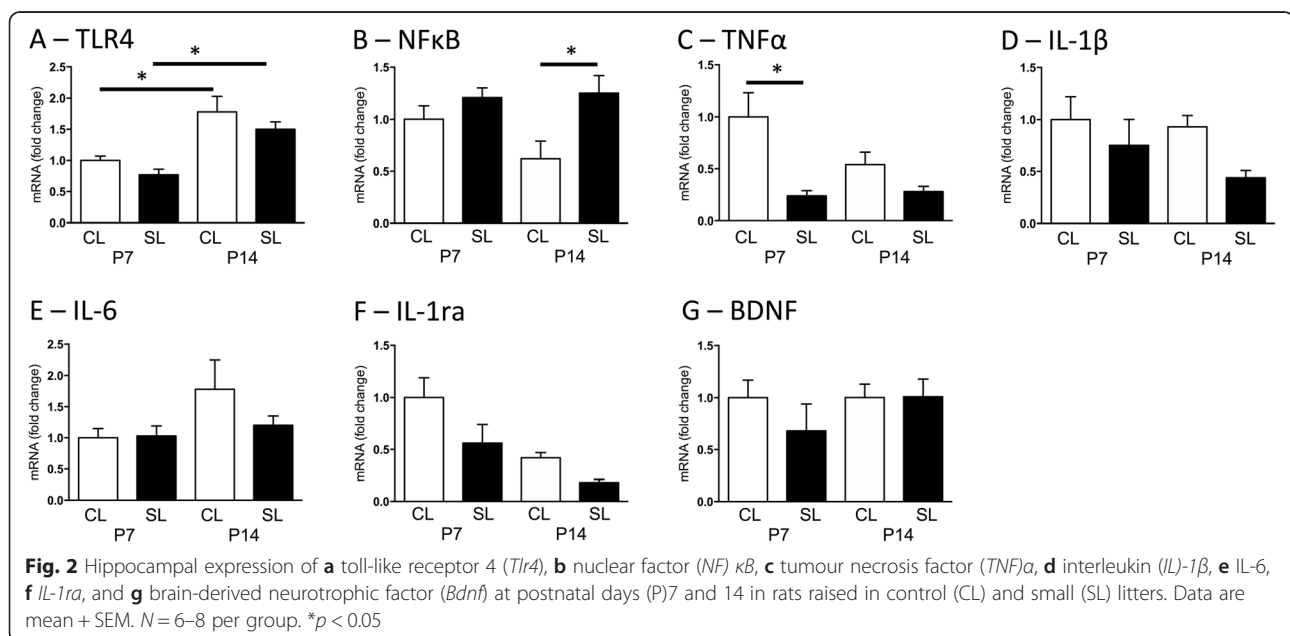 A – TLR4
B – NFκB
C – TNFα
D – IL-1β
mRNA (fold change)
2.5
2.0
1.5
1.0
0.5
0.0
*
*
CL SL CL SL
P7 P14
mRNA (fold change)
1.5
1.0
0.5
0.0
*
CL SL CL SL
P7 P14
mRNA (fold change)
1.5
1.0
0.5
0.0
*
CL SL CL SL
P7 P14
mRNA (fold change)
1.5
1.0
0.5
0.0
CL SL CL SL
P7 P14
E – IL-6
F – IL-1ra
G – BDNF
mRNA (fold change)
2.5
2.0
1.5
1.0
0.5
0.0
CL SL CL SL
P7 P14
mRNA (fold change)
1.5
1.0
0.5
0.0
CL SL CL SL
P7 P14
mRNA (fold change)
1.5
1.0
0.5
0.0
CL SL CL SL
P7 P14
Fig. 2 Hippocampal expression of a toll-like receptor 4 (Tlr4), b nuclear factor (NF) κB, c tumour necrosis factor (TNF)α, d interleukin (IL)-1β, e IL-6,
f IL-1ra, and g brain-derived neurotrophic factor (Bdnf) at postnatal days (P)7 and 14 in rats raised in control (CL) and small (SL) litters. Data are
mean + SEM. N = 6–8 per group. *p < 0.05